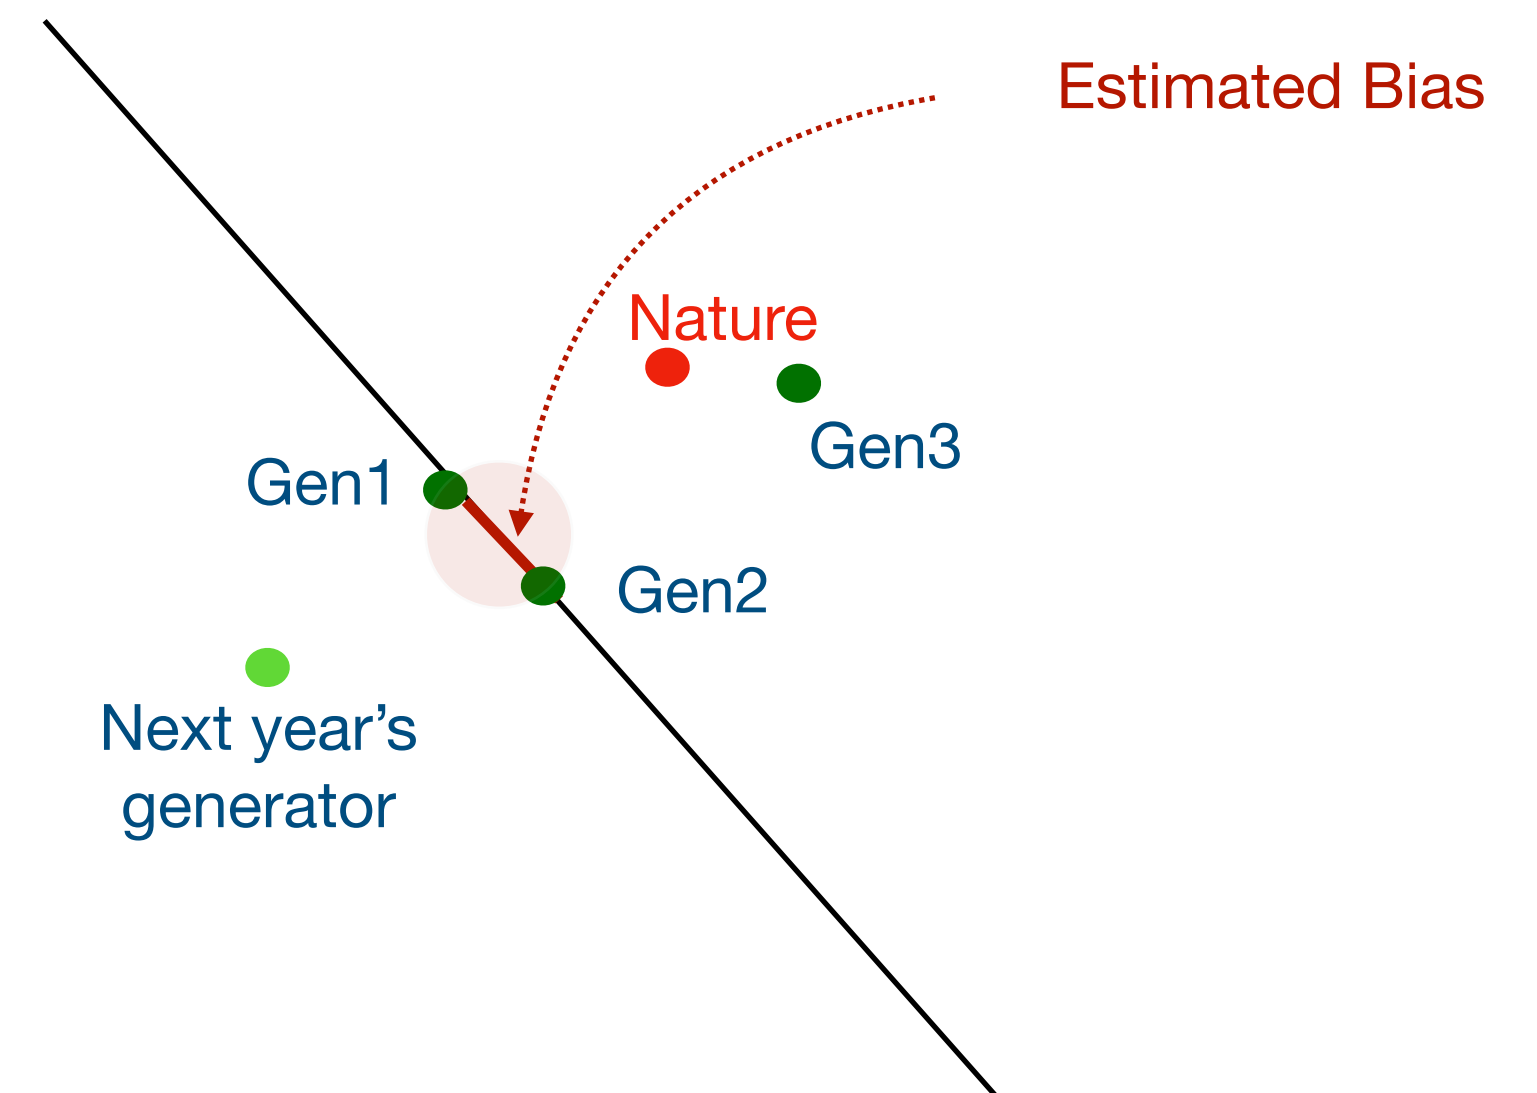 Estimated Bias
Nature
Gen3
Gen1
Gen2
Next year’s
generator